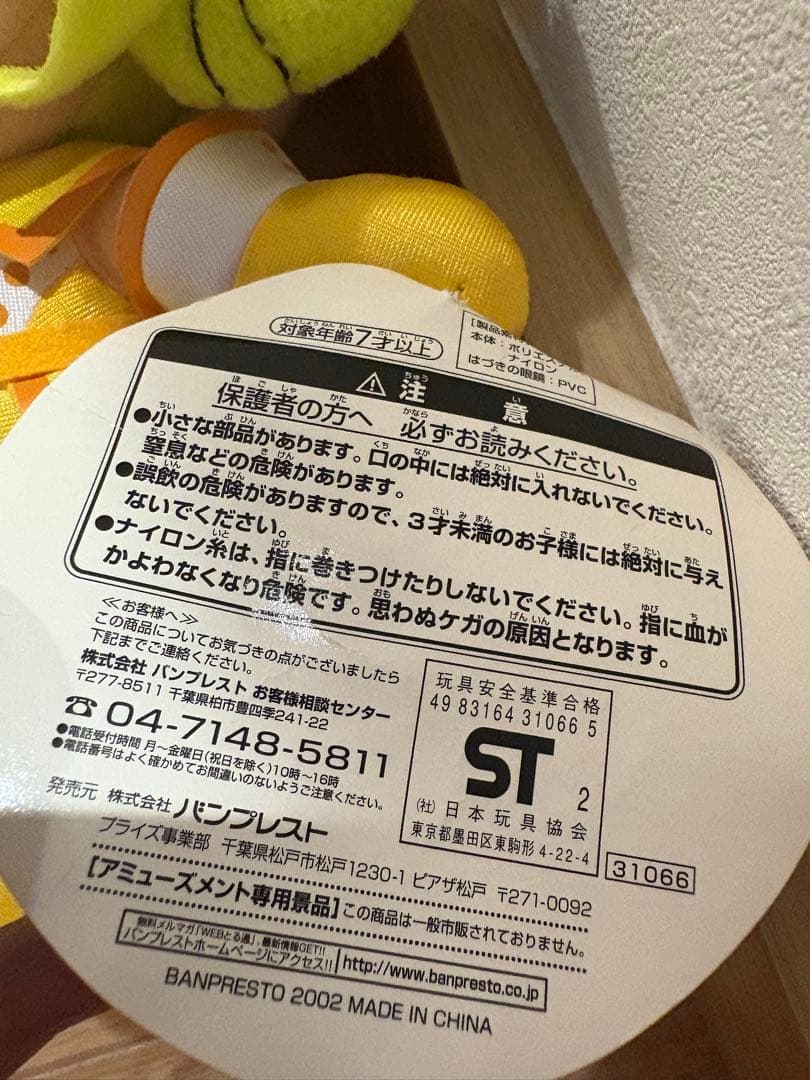 対象年齢7才以上
[製品素材
本体：ポリエステル
ナイロン
はづきの眼鏡：PVC
⚠注意
保護者の方へ 必ずお読みください。
●小さな部品があります。口の中には絶対に入れないでください。
窒息などの危険があります。
●誤飲の危険がありますので、3才未満のお子様には絶対に与え
ないでください。
●ナイロン糸は、指に巻きつけたりしないでください。指に血が
かよわなくなり危険です。思わぬケガの原因となります。
≪お客様へ≫
この商品についてお気づきの点がございましたら
下記までご連絡ください。
株式会社 バンプレスト お客様相談センター
〒277-8511 千葉県柏市豊四季241-22
☎ 04-7148-5811
●電話受付時間 月～金曜日(祝日を除く)10時～16時
●電話番号はよく確かめてお間違いのないようご注意ください。
玩具安全基準合格
49 83164 31066 5
ST 2
(社)日本玩具協会
東京都墨田区東駒形 4-22-4
31066
発売元 株式会社 バンプレスト
プライズ事業部 千葉県松戸市松戸1230-1 ピアザ松戸 〒271-0092
[アミューズメント専用景品]この商品は一般市販されておりません。
無料メルマガ「WEBとる通」、最新情報GET!!
バンプレストホームページにアクセス!!
http://www.banpresto.co.jp
BANPRESTO 2002 MADE IN CHINA